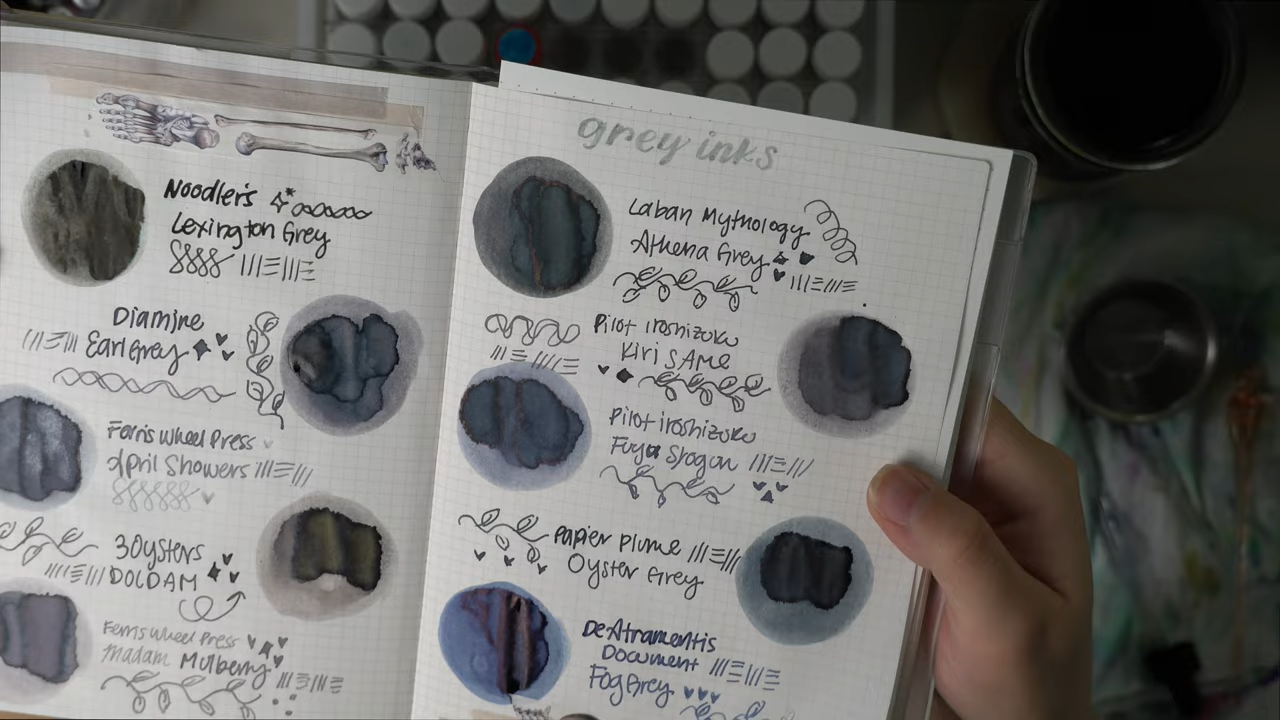 Noodler's
Lexington Grey
Diamine
Earl Grey
Ferris Wheel Press
April Showers
3Oysters
DOLDAM
Ferris Wheel Press
Madam Mulberry
grey inks
Laban Mythology
Athena Grey
Pilot iroshizuku
Kiri SAME
Pilot iroshizuku
Fuyu Syogun
Papier Plume
Oyster Grey
DeAtramentis
Document
Fog Grey